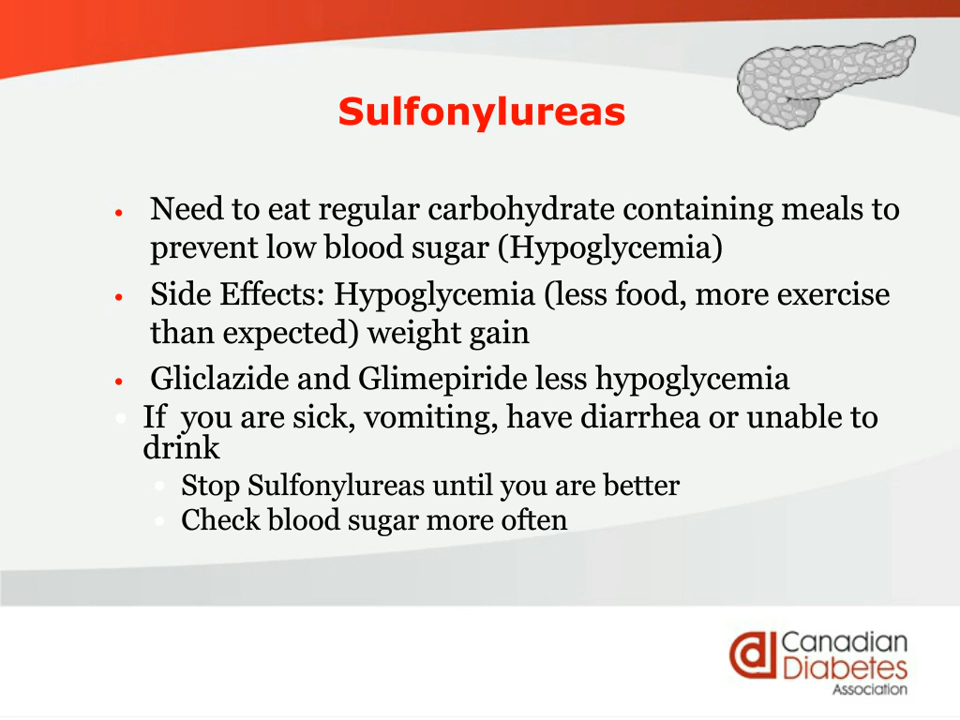 Sulfonylureas
• Need to eat regular carbohydrate containing meals to
prevent low blood sugar (Hypoglycemia)
• Side Effects: Hypoglycemia (less food, more exercise
than expected) weight gain
• Gliclazide and Glimepiride less hypoglycemia
• If  you are sick, vomiting, have diarrhea or unable to
drink
• Stop Sulfonylureas until you are better
• Check blood sugar more often
Canadian
Diabetes
Association